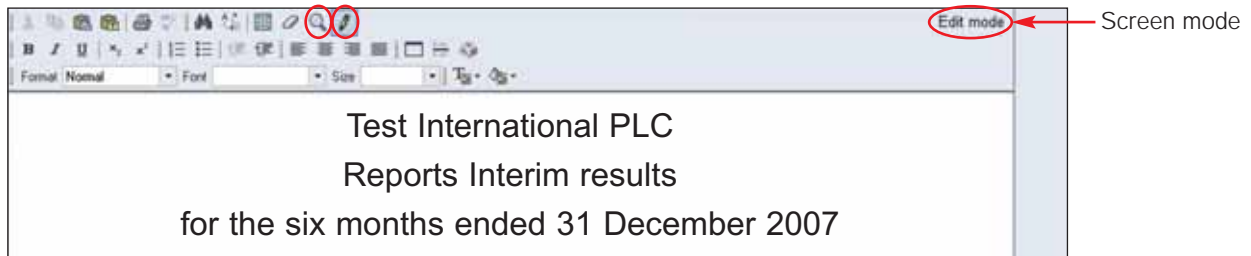 Edit mode
Screen mode
B I U
Format Normal Font Size
Test International PLC
Reports Interim results
for the six months ended 31 December 2007